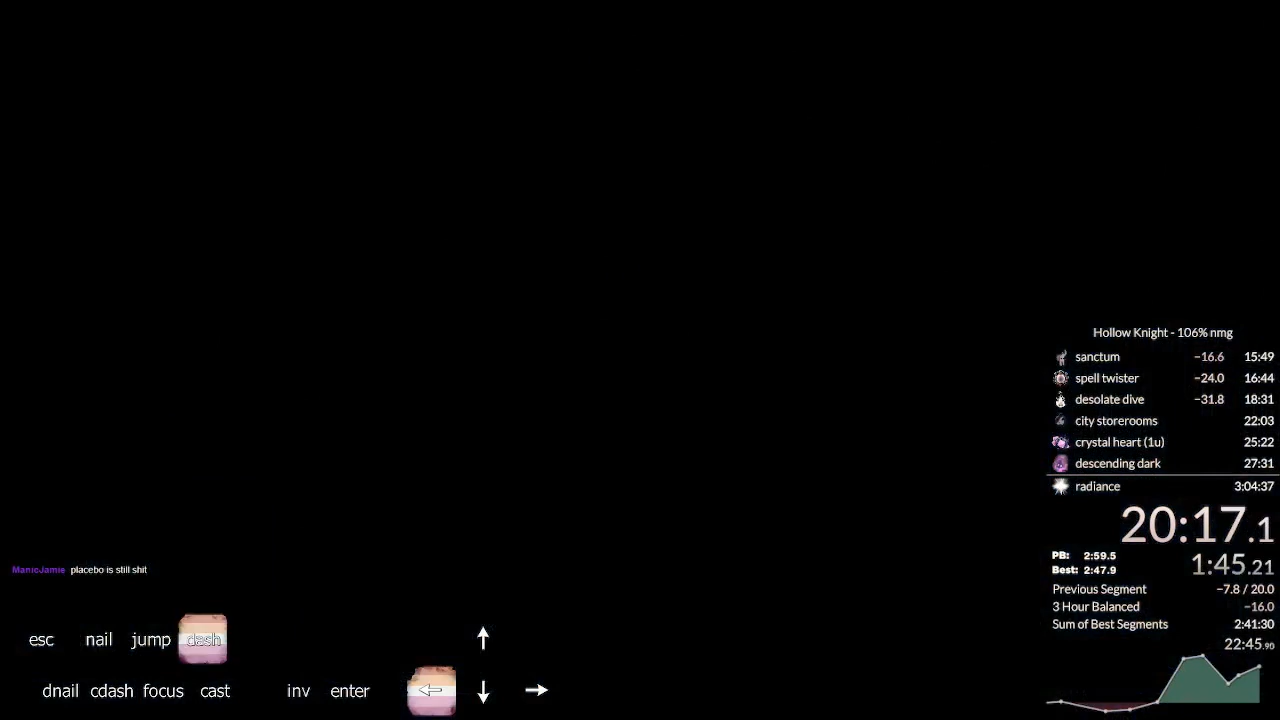 Hollow Knight - 106% nmg
sanctum −16.6 15:49
spell twister −24.0 16:44
desolate dive −31.8 18:31
city storerooms 22:03
crystal heart (1u) 25:22
descending dark 27:31
radiance 3:04:37
20:17.1
PB: 2:59.5
Best: 2:47.9
1:45.21
Previous Segment −7.8 / 20.0
3 Hour Balanced −16.0
Sum of Best Segments 2:41:30
22:45.90
ManicJamie placebo is still shit
esc nail jump dash
dnail cdash focus cast inv enter